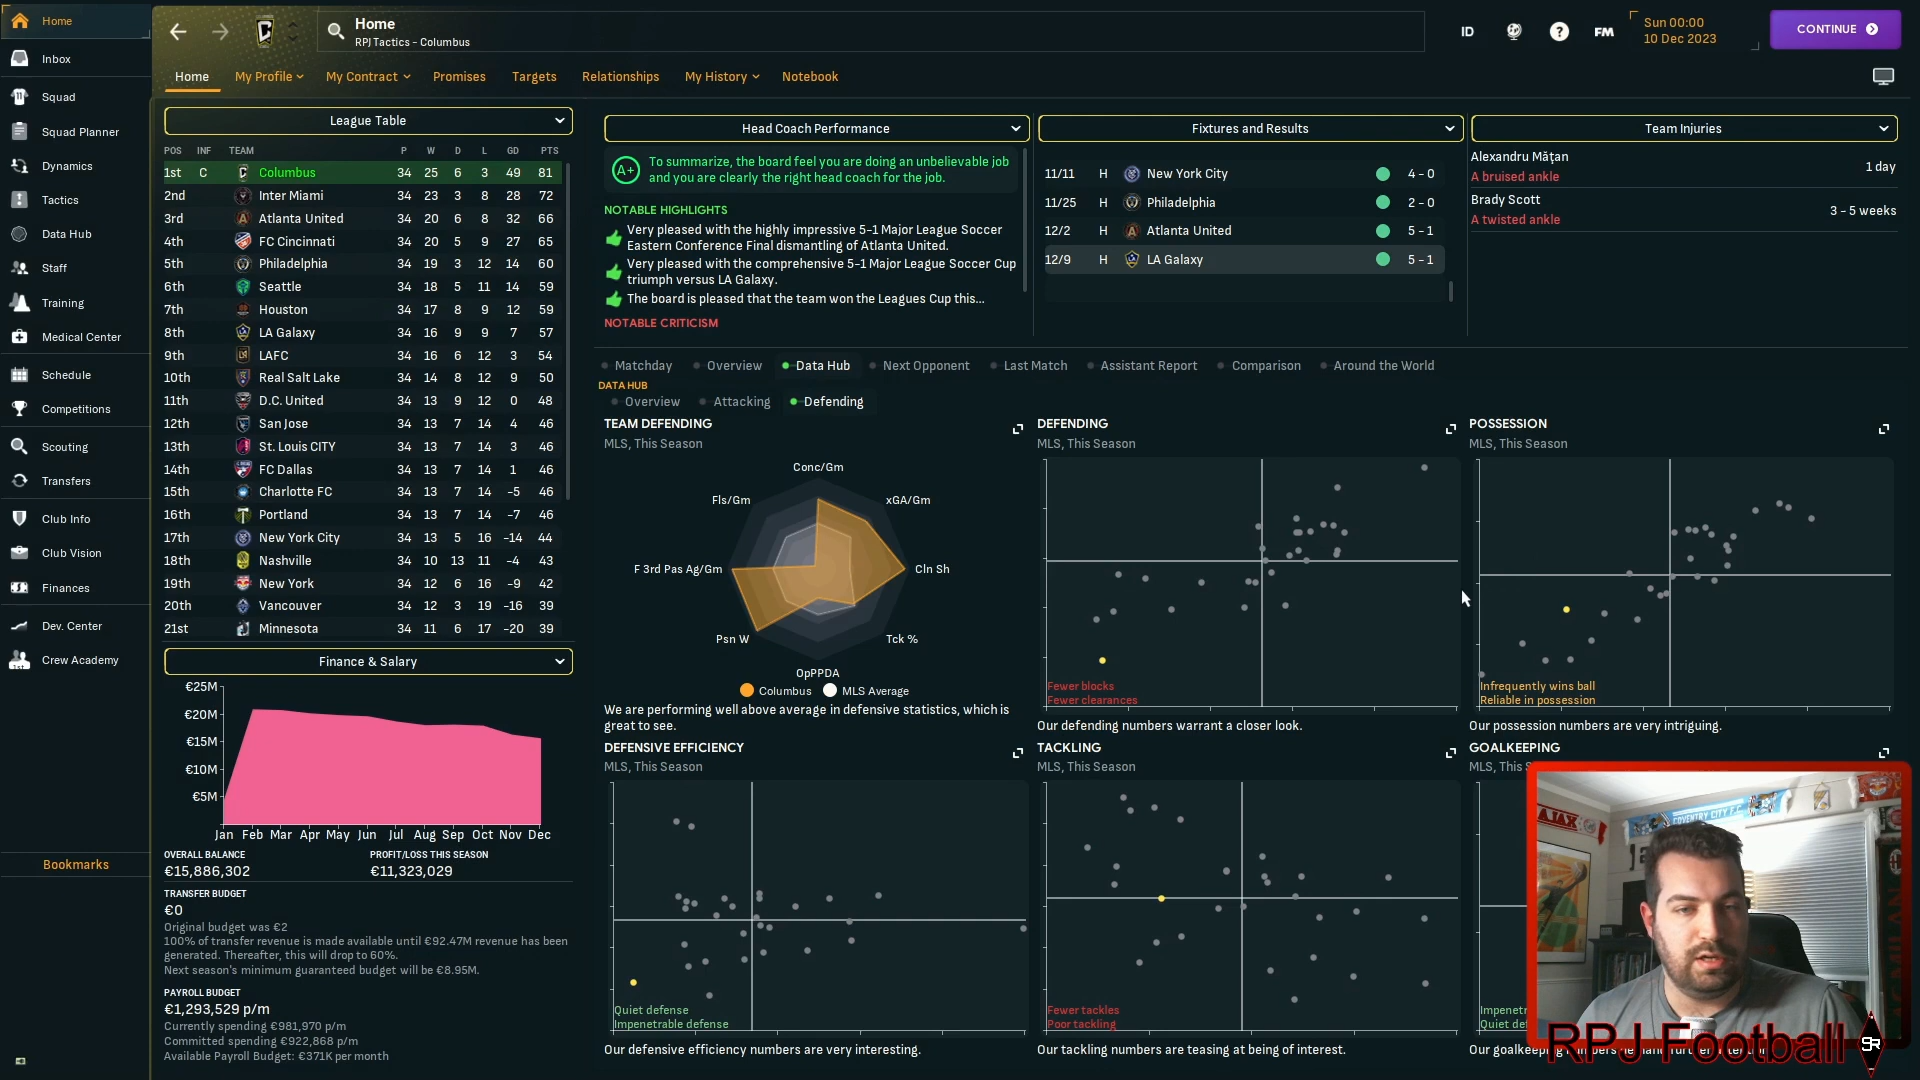 Home
Inbox
Squad
Squad Planner
Dynamics
Tactics
Data Hub
Staff
Training
Medical Center
Schedule
Competitions
Scouting
Transfers
Club Info
Club Vision
Finances
Dev. Center
Crew Academy
Bookmarks
Home
RPJ Tactics - Columbus
ID
FM
Sun 00:00
10 Dec 2023
CONTINUE
Home My Profile My Contract Promises Targets Relationships My History Notebook
League Table
POS INF TEAM P W D L GD PTS
1st C Columbus 34 25 6 3 49 81
2nd Inter Miami 34 23 3 8 28 72
3rd Atlanta United 34 20 6 8 32 66
4th FC Cincinnati 34 20 5 9 27 65
5th Philadelphia 34 19 3 12 14 60
6th Seattle 34 18 5 11 14 59
7th Houston 34 17 8 9 12 59
8th LA Galaxy 34 16 9 9 7 57
9th LAFC 34 16 6 12 3 54
10th Real Salt Lake 34 14 8 12 9 50
11th D.C. United 34 13 9 12 0 48
12th San Jose 34 13 7 14 4 46
13th St. Louis CITY 34 13 7 14 3 46
14th FC Dallas 34 13 7 14 1 46
15th Charlotte FC 34 13 7 14 -5 46
16th Portland 34 13 7 14 -7 46
17th New York City 34 13 5 16 -14 44
18th Nashville 34 10 13 11 -4 43
19th New York 34 12 6 16 -9 42
20th Vancouver 34 12 3 19 -16 39
21st Minnesota 34 11 6 17 -20 39
Finance & Salary
€25M
€20M
€15M
€10M
€5M
Jan Feb Mar Apr May Jun Jul Aug Sep Oct Nov Dec
OVERALL BALANCE PROFIT/LOSS THIS SEASON
€15,886,302 €11,323,029
TRANSFER BUDGET
€0
Original budget was €2
100% of transfer revenue is made available until €92.47M revenue has been
generated. Thereafter, this will drop to 60%.
Next season's minimum guaranteed budget will be €8.95M.
PAYROLL BUDGET
€1,293,529 p/m
Currently spending €981,970 p/m
Committed spending €922,868 p/m
Available Payroll Budget: €371K per month
Head Coach Performance
A+
To summarize, the board feel you are doing an unbelievable job
and you are clearly the right head coach for the job.
NOTABLE HIGHLIGHTS
Very pleased with the highly impressive 5-1 Major League Soccer
Eastern Conference Final dismantling of Atlanta United.
Very pleased with the comprehensive 5-1 Major League Soccer Cup
triumph versus LA Galaxy.
The board is pleased that the team won the Leagues Cup this...
NOTABLE CRITICISM
Fixtures and Results
11/11 H New York City 4 - 0
11/25 H Philadelphia 2 - 0
12/2 H Atlanta United 5 - 1
12/9 H LA Galaxy 5 - 1
Team Injuries
Alexandru Mățan
A bruised ankle
1 day
Brady Scott
A twisted ankle
3 - 5 weeks
Matchday Overview Data Hub Next Opponent Last Match Assistant Report Comparison Around the World
DATA HUB
Overview Attacking Defending
TEAM DEFENDING
MLS, This Season
Conc/Gm
Fls/Gm
xGA/Gm
F 3rd Pas Ag/Gm
Cln Sh
Psn W
Tck %
OpPPDA
Columbus MLS Average
We are performing well above average in defensive statistics, which is
great to see.
DEFENDING
MLS, This Season
Fewer blocks
Fewer clearances
Our defending numbers warrant a closer look.
POSSESSION
MLS, This Season
Infrequently wins ball
Reliable in possession
Our possession numbers are very intriguing.
DEFENSIVE EFFICIENCY
MLS, This Season
Quiet defense
Impenetrable defense
Our defensive efficiency numbers are very interesting.
TACKLING
MLS, This Season
Fewer tackles
Poor tackling
Our tackling numbers are teasing at being of interest.
GOALKEEPING
MLS, This
AJAX
COVENTRY CITY F.C.
RPJ Football